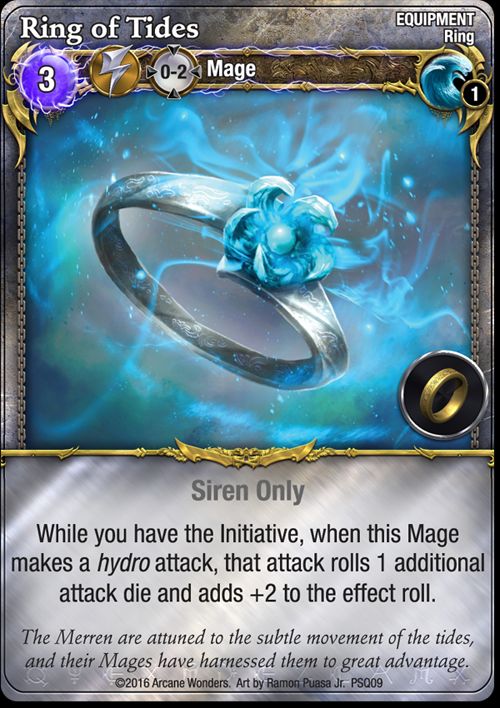 Ring of Tides
EQUIPMENT
Ring
3
0-2
Mage
1
Siren Only
While you have the Initiative, when this Mage
makes a hydro attack, that attack rolls 1 additional
attack die and adds +2 to the effect roll.
The Merren are attuned to the subtle movement of the tides,
and their Mages have harnessed them to great advantage.
©2016 Arcane Wonders. Art by Ramon Puasa Jr. PSQ09